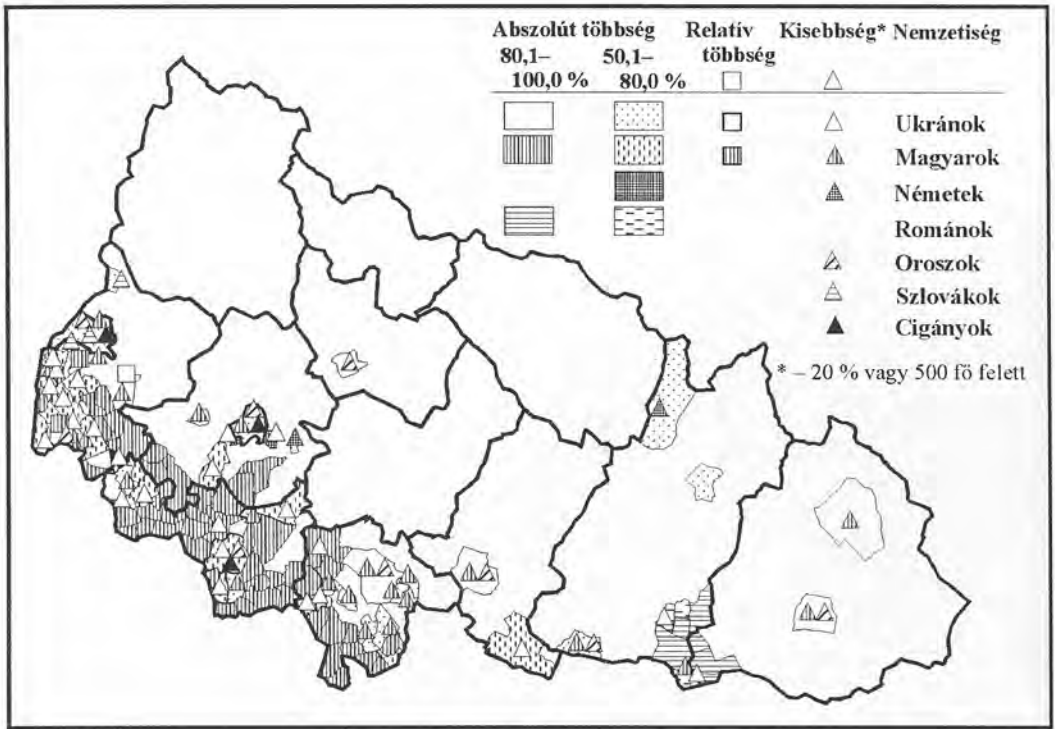 Abszolút többség Relatív Kisebbség* Nemzetiség
80,1– 50,1– többség
100,0 % 80,0 %
Ukránok
Magyarok
Németek
Románok
Oroszok
Szlovákok
Cigányok
* – 20 % vagy 500 fő felett